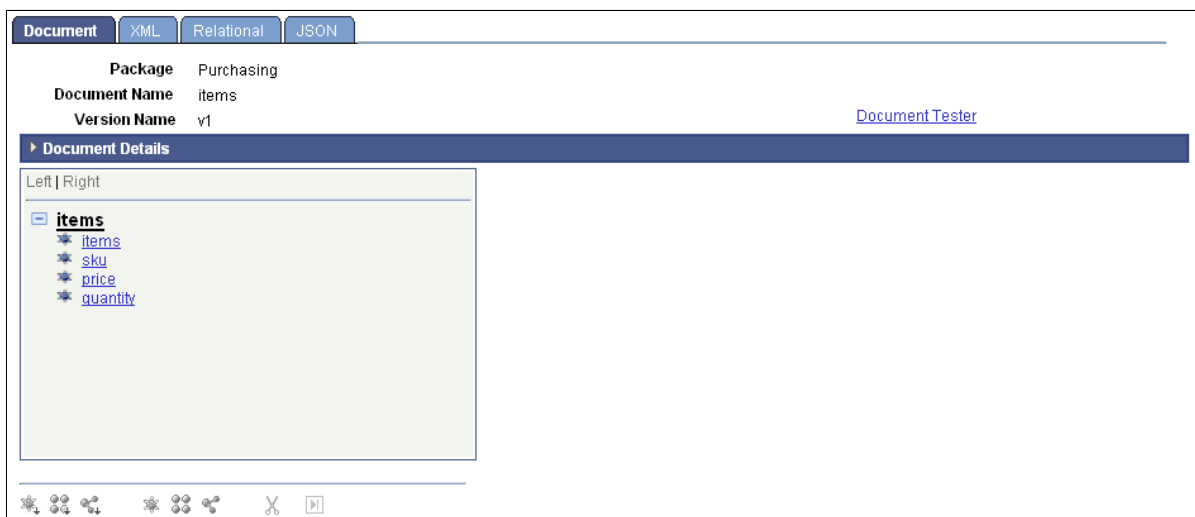 Document XML Relational JSON
Package Purchasing
Document Name items
Version Name v1
Document Tester
Document Details
Left | Right
items
items
sku
price
quantity